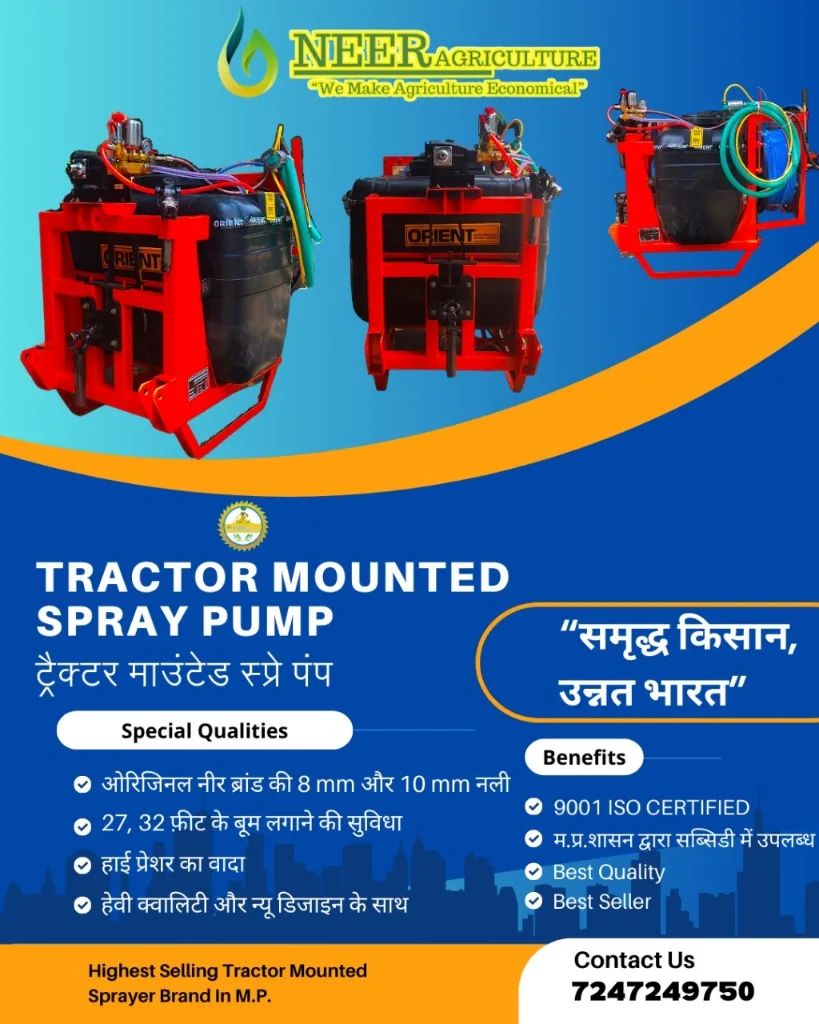 NEER AGRICULTURE
“We Make Agriculture Economical”
ORIENT
ORIENT
ORIENT
ORIENT
TRACTOR MOUNTED
SPRAY PUMP
ट्रैक्टर माउंटेड स्प्रे पंप
“समृद्ध किसान,
उन्नत भारत”
Special Qualities
ओरिजिनल नीर ब्रांड की 8 mm और 10 mm नली
27, 32 फ़ीट के बूम लगाने की सुविधा
हाई प्रेशर का वादा
हेवी क्वालिटी और न्यू डिजाइन के साथ
Benefits
9001 ISO CERTIFIED
म.प्र.शासन द्वारा सब्सिडी में उपलब्ध
Best Quality
Best Seller
Highest Selling Tractor Mounted
Sprayer Brand In M.P.
Contact Us
7247249750